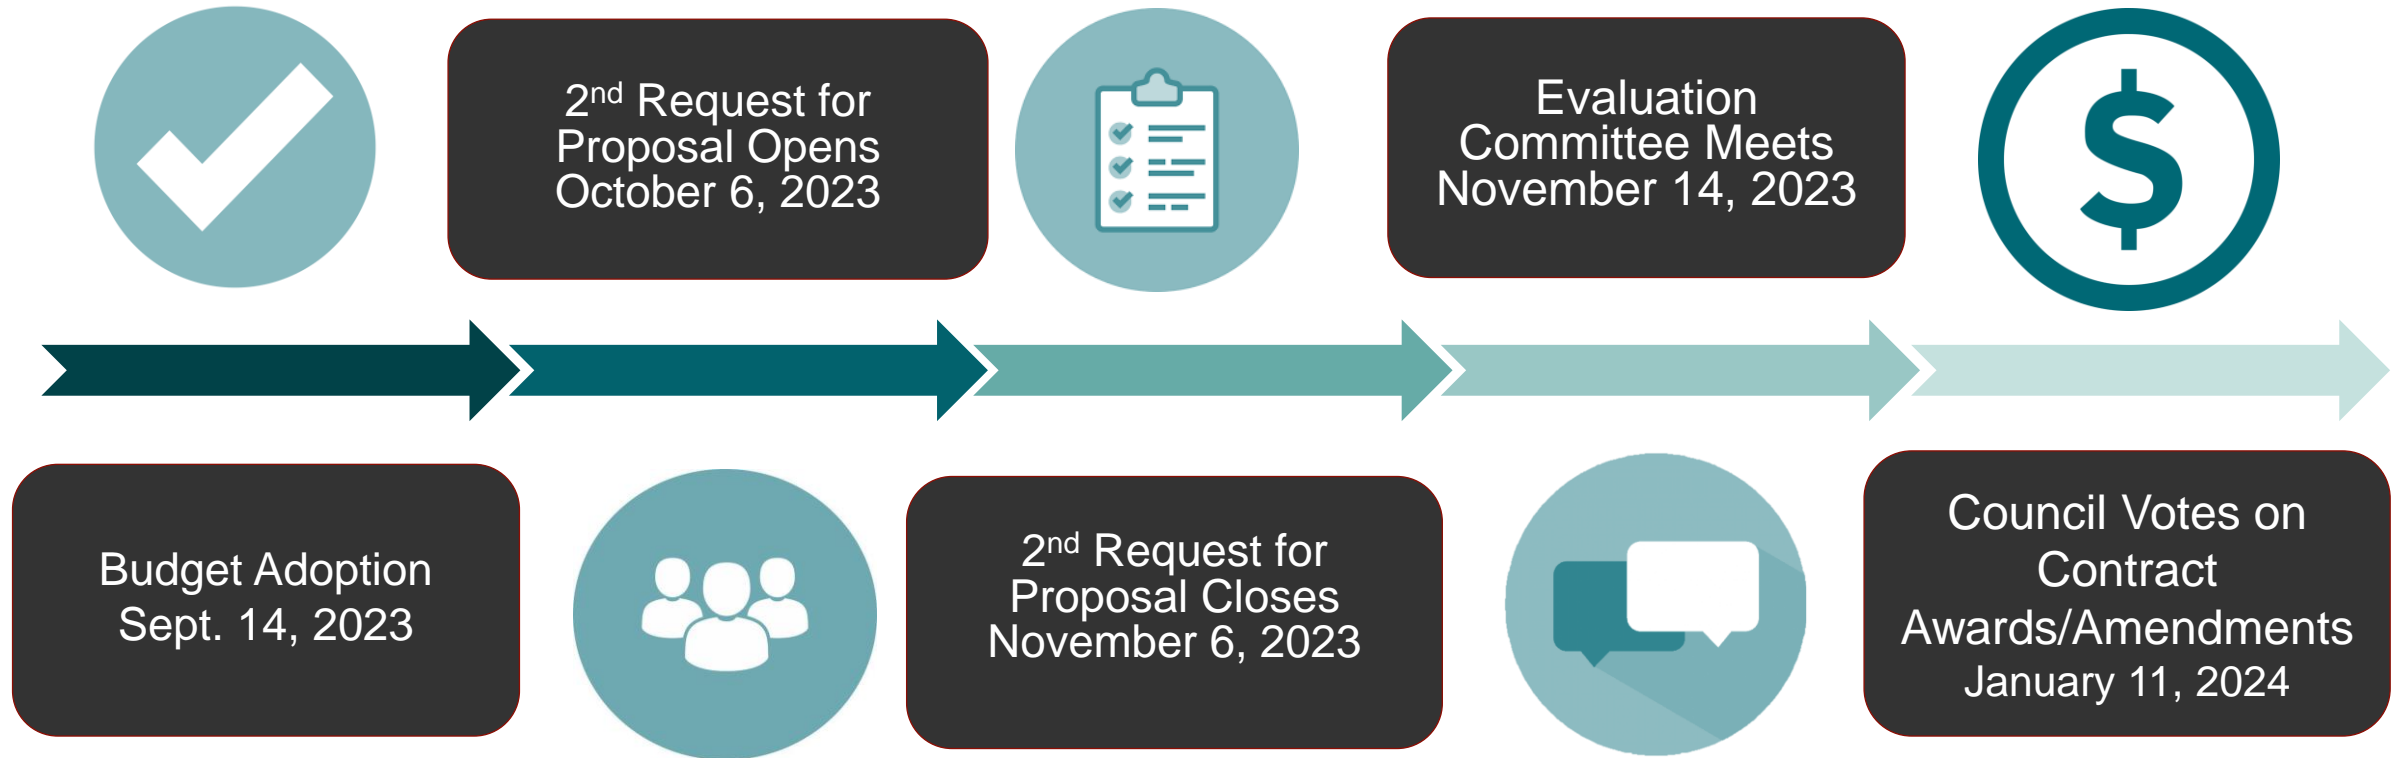 Budget Adoption
Sept. 14, 2023
2nd Request for
Proposal Opens
October 6, 2023
2nd Request for
Proposal Closes
November 6, 2023
Evaluation
Committee Meets
November 14, 2023
$
Council Votes on
Contract
Awards/Amendments
January 11, 2024